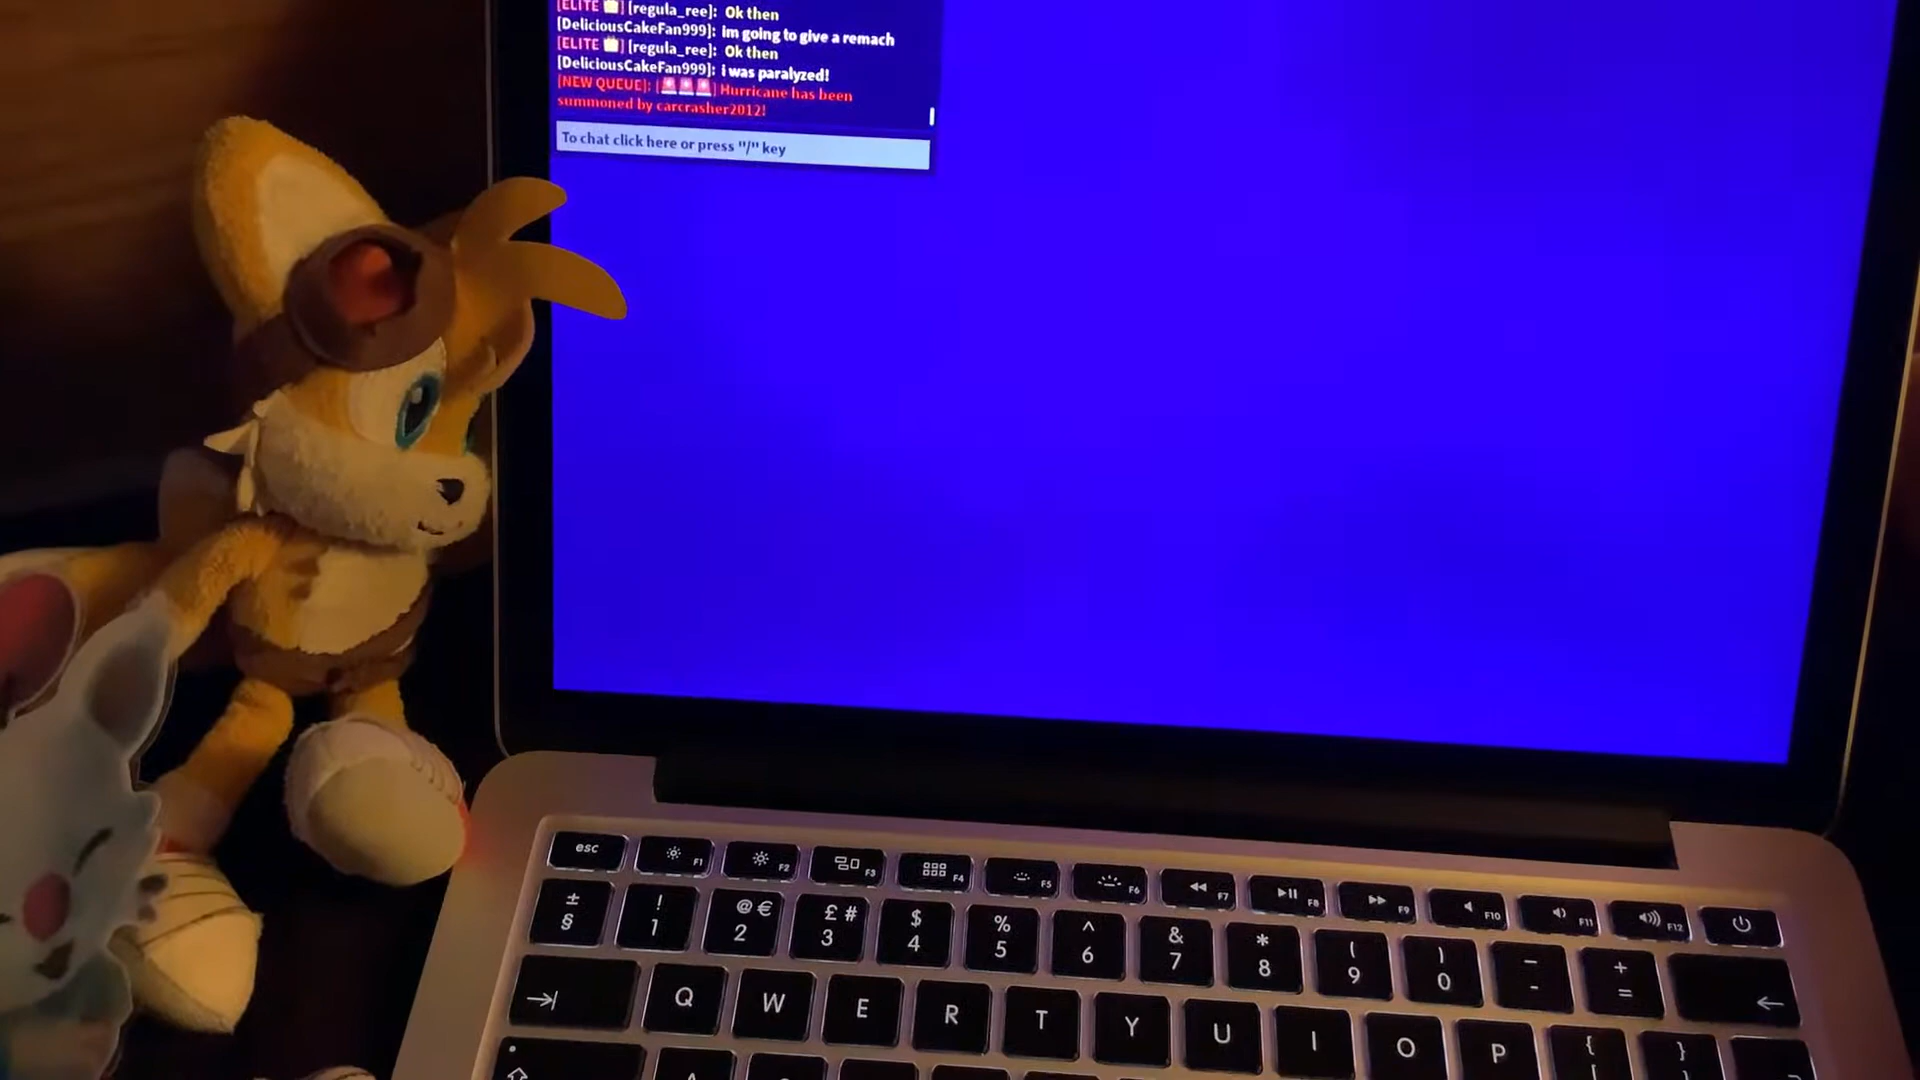 [ELITE] [regula_ree]: Ok then
[DeliciousCakeFan999]: im going to give a remach
[ELITE] [regula_ree]: Ok then
[DeliciousCakeFan999]: i was paralyzed!
[NEW QUEUE]: [🚨🚨🚨] Hurricane has been
summoned by carcrasher2012!
To chat click here or press "/" key
esc F1 F2 F3 F4 F5 F6 F7 F8 F9 F10 F11 F12
± ! @ € £ # $ % ^ & * ( ) _ +
§ 1 2 3 4 5 6 7 8 9 0 - =
Q W E R T Y U I O P { }